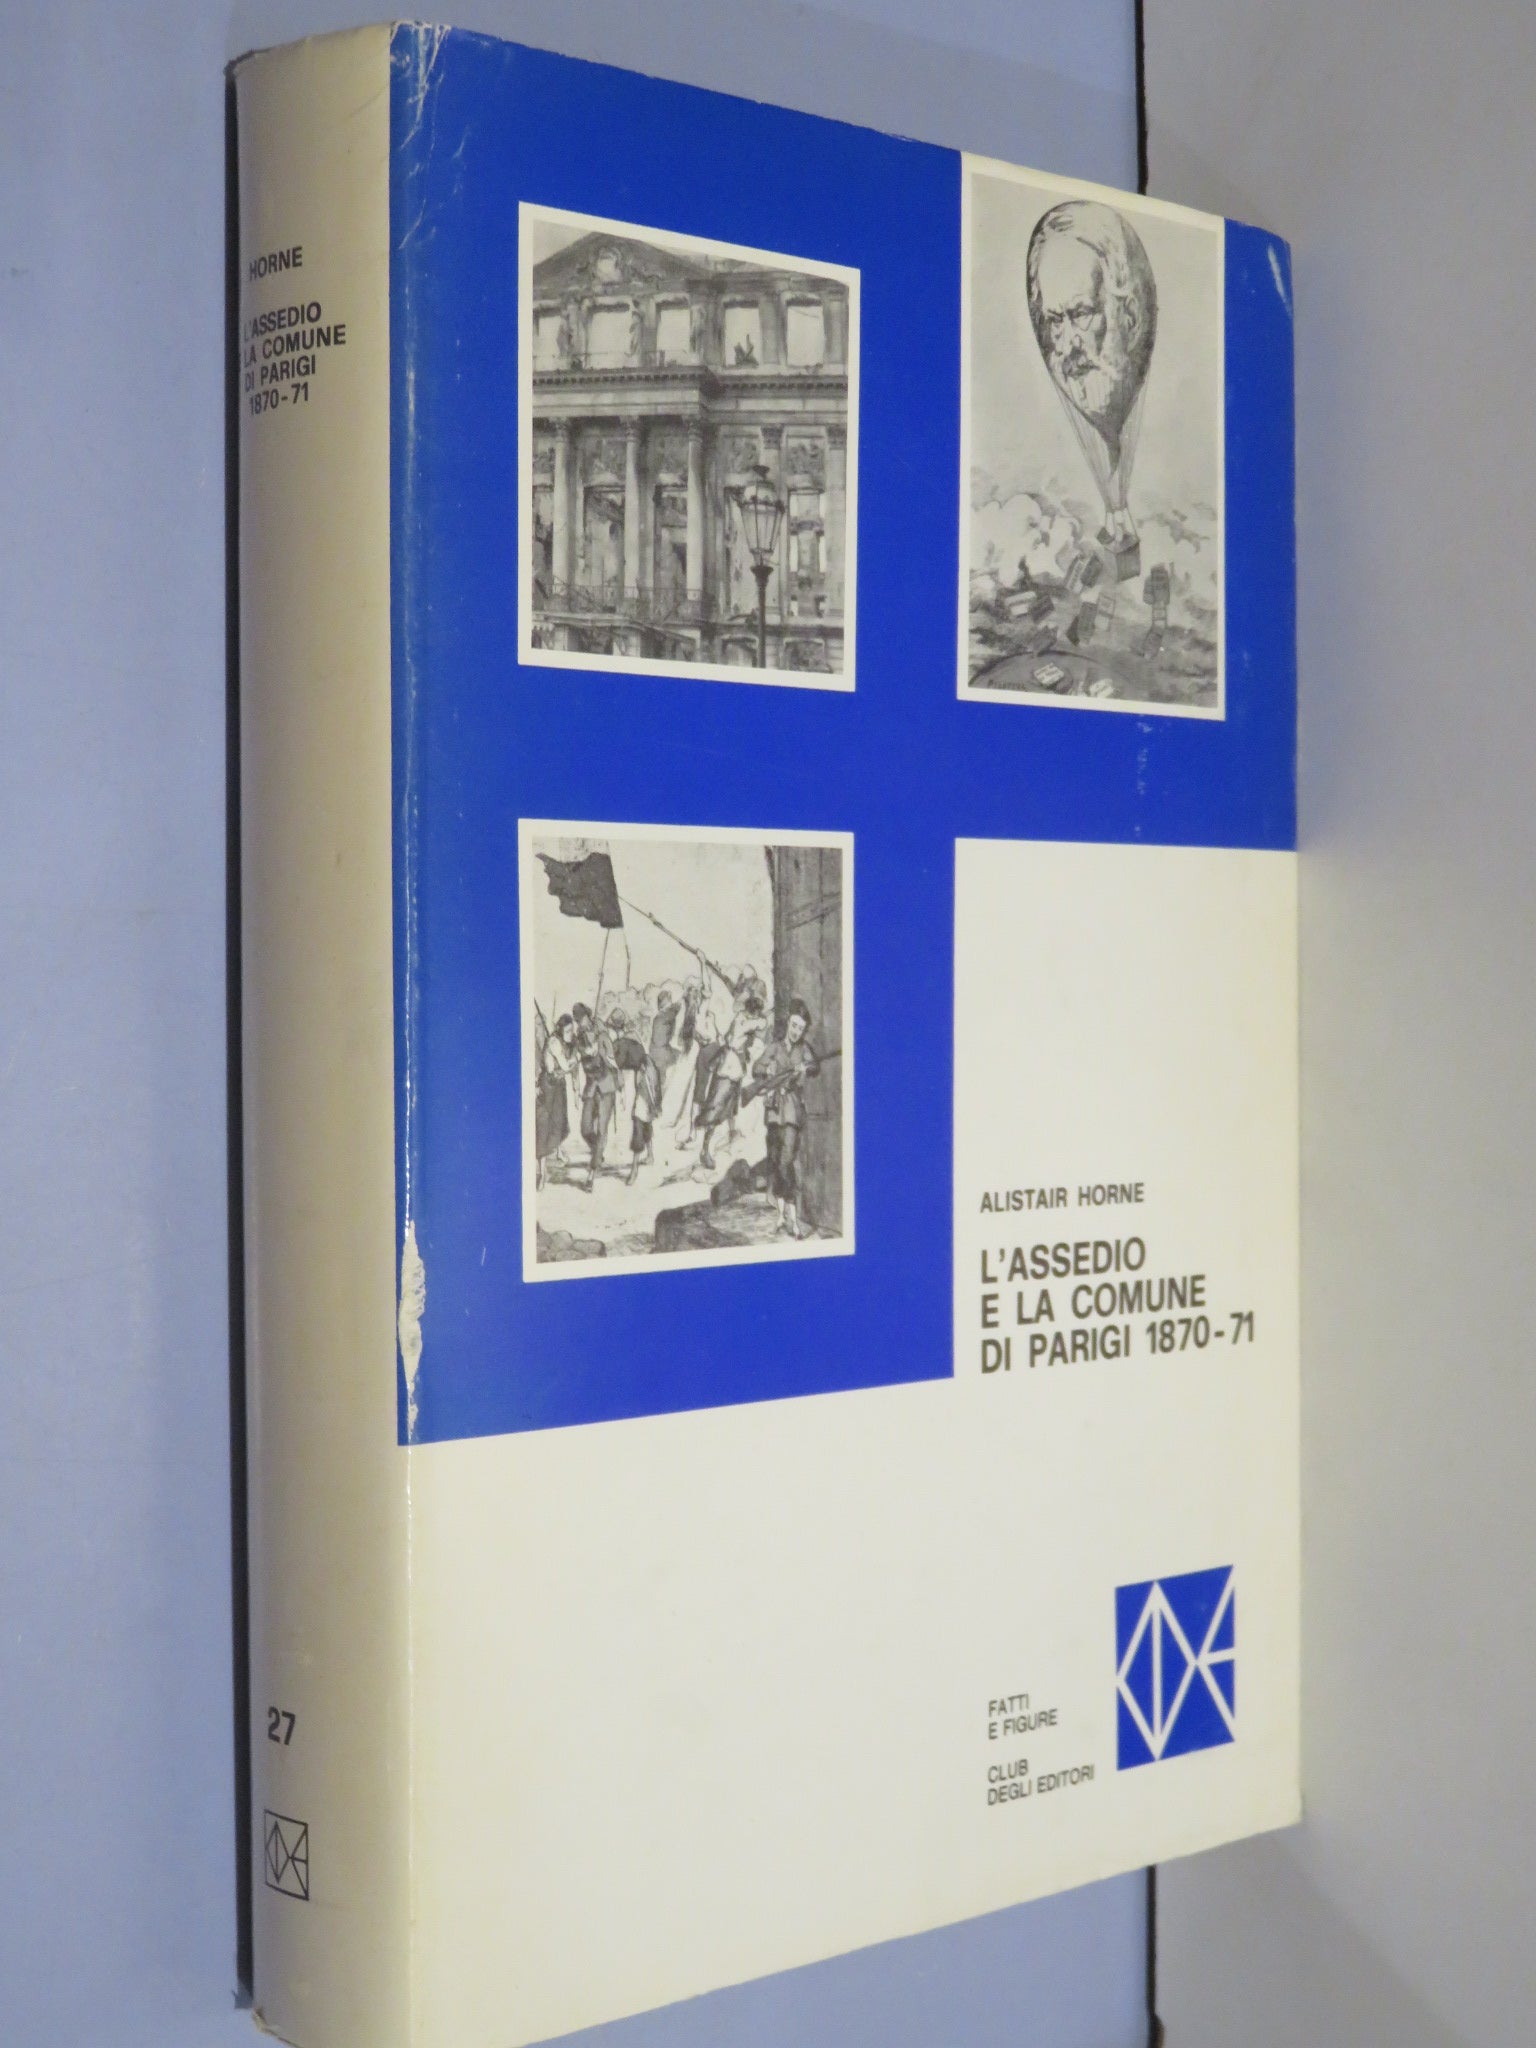 HORNE
L'ASSEDIO
LA COMUNE
DI PARIGI
1870-71
27
ALISTAIR HORNE
L'ASSEDIO
E LA COMUNE
DI PARIGI 1870-71
FATTI
E FIGURE
CLUB
DEGLI EDITORI